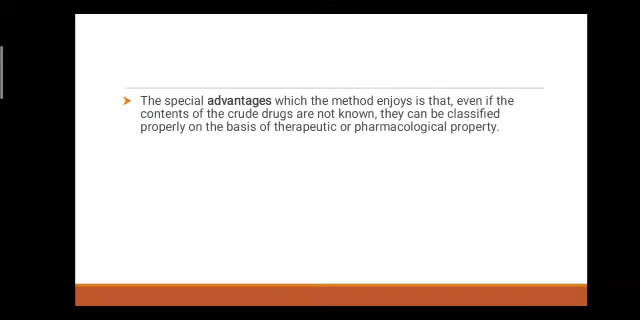 The special advantages which the method enjoys is that, even if the
contents of the crude drugs are not known, they can be classified
properly on the basis of therapeutic or pharmacological property.